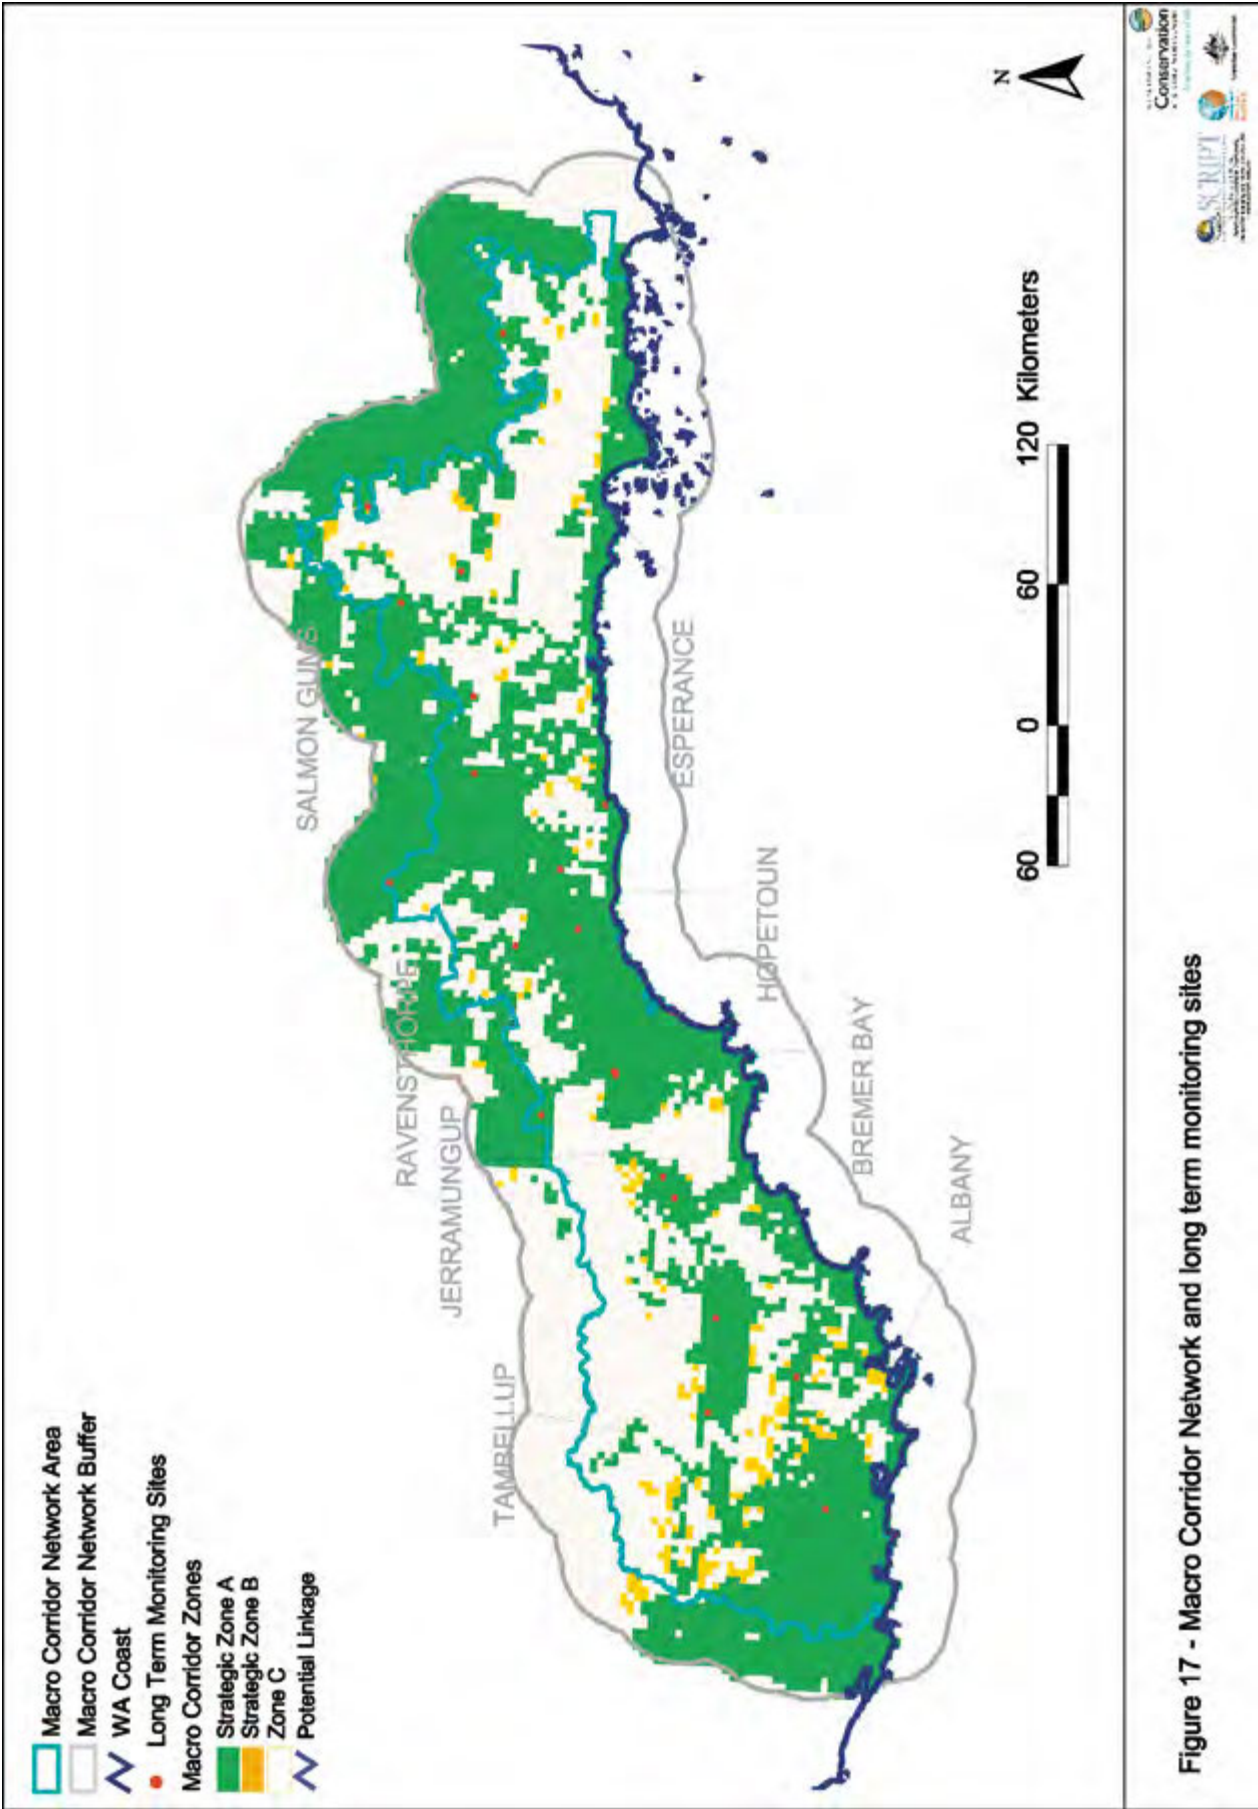 Macro Corridor Network Area
Macro Corridor Network Buffer
WA Coast
Long Term Monitoring Sites
Macro Corridor Zones
Strategic Zone A
Strategic Zone B
Zone C
Potential Linkage
SALMON GUMS
RAVENSTHORPE
JERRAMUNGUP
TAMBELLUP
ESPERANCE
HOPETOUN
BREMER BAY
ALBANY
N
60 0 60 120 Kilometers
Figure 17 - Macro Corridor Network and long term monitoring sites
SCRIPT
Conservation